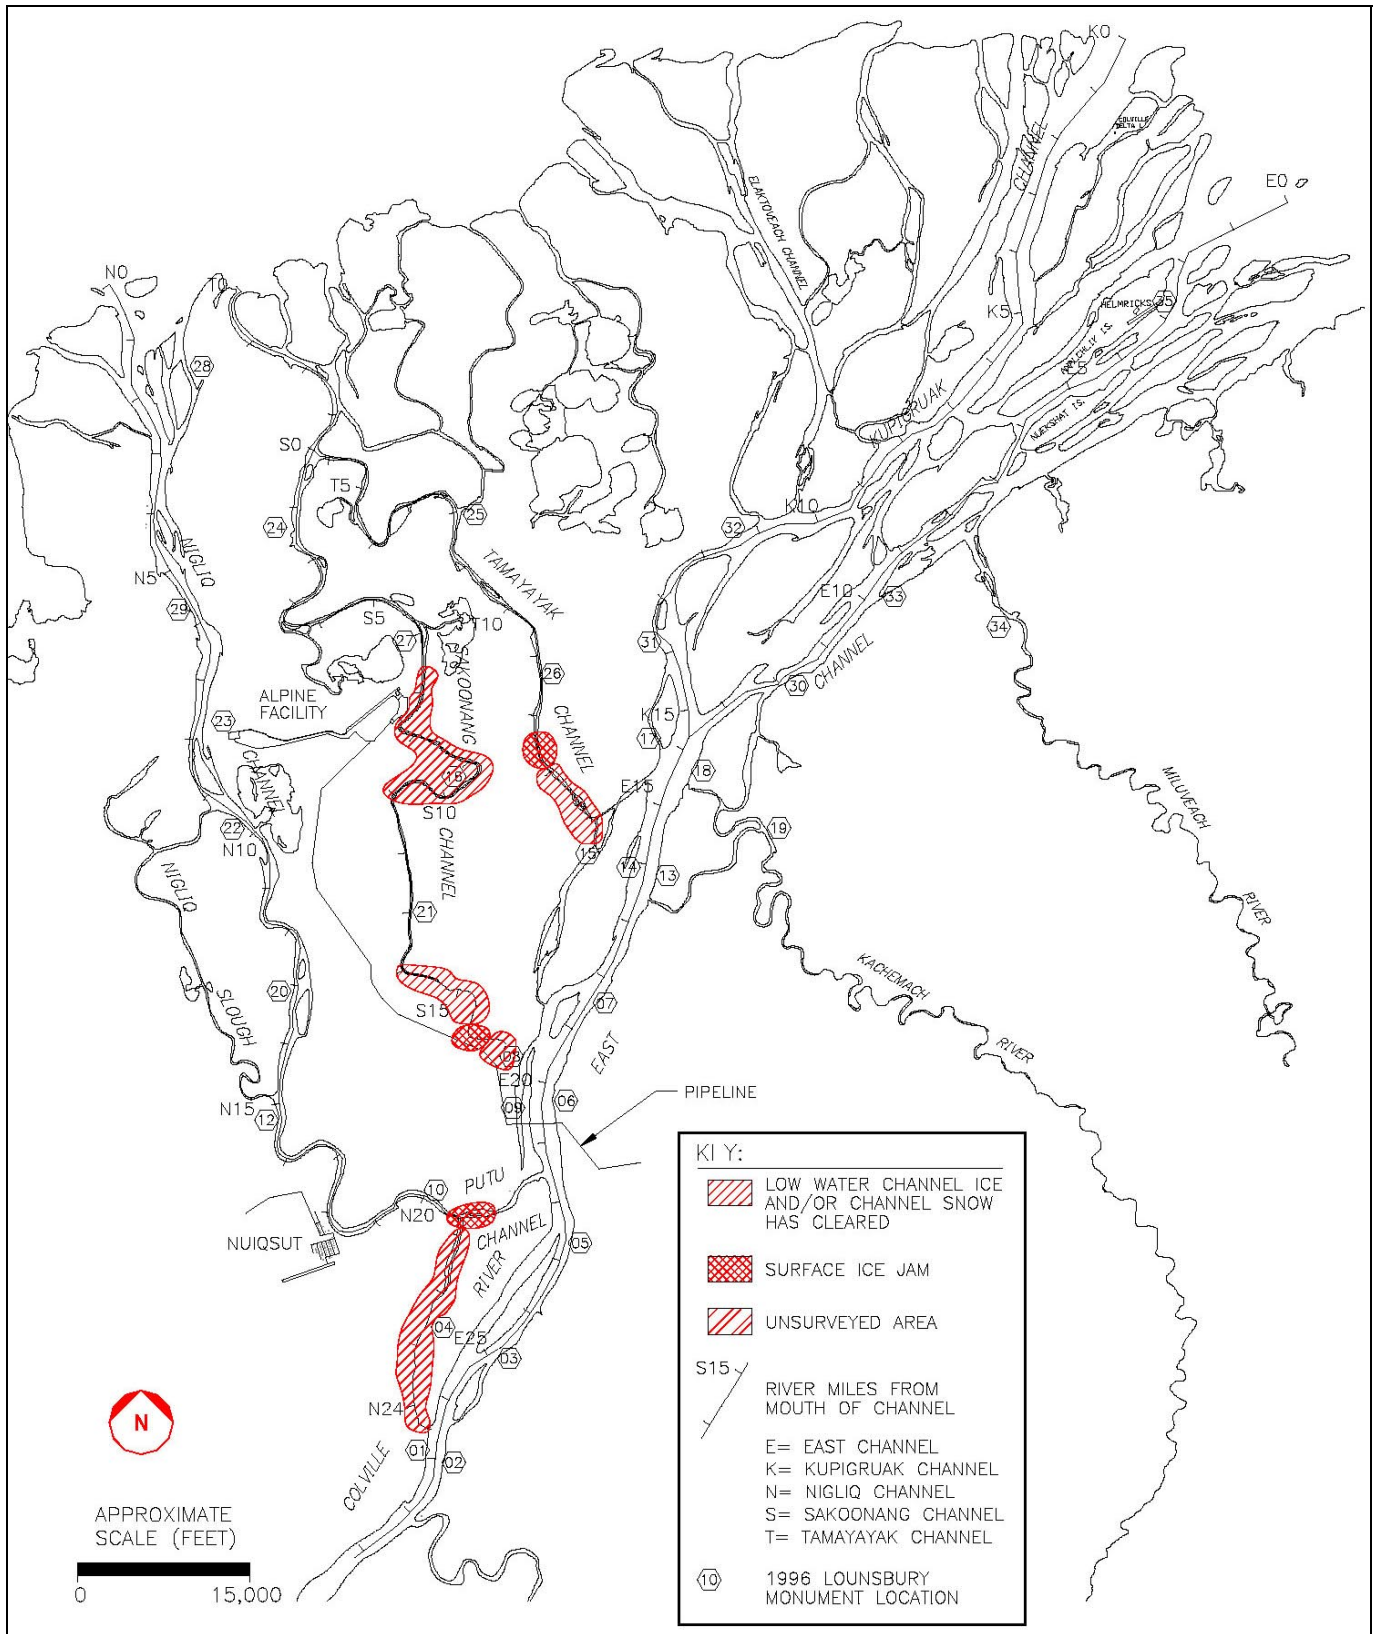 K0
COLVILLE
DELTA
CHANNEL
E0
ELAKTOVEACH CHANNEL
N0
T0
HELMRICKS
35
K5
28
NUEKSHAT IS.
KUPIGRUAK
S0
T5
24
25
32
K10
NIGLIQ
TAMAYAYAK
N5
29
S5
T10
27
E10
33
34
31
SAKOONANG
26
30
CHANNEL
ALPINE
FACILITY
23
K15
17
CHANNEL
CHANNEL
18
E15
MILUVEACH
S10
22
N10
CHANNEL
19
15
14
13
NIGLIQ
21
RIVER
KACHEMACH
20
SLOUGH
S15
07
EAST
RIVER
E20
PIPELINE
N15
12
09
06
10
PUTU
N20
CHANNEL
NUIQSUT
RIVER
05
04
E25
03
N24
01
02
COLVILLE
N
APPROXIMATE
SCALE (FEET)
0
15,000
KEY:
LOW WATER CHANNEL ICE
AND/OR CHANNEL SNOW
HAS CLEARED
SURFACE ICE JAM
UNSURVEYED AREA
S15
RIVER MILES FROM
MOUTH OF CHANNEL
E= EAST CHANNEL
K= KUPIGRUAK CHANNEL
N= NIGLIQ CHANNEL
S= SAKOONANG CHANNEL
T= TAMAYAYAK CHANNEL
10
1996 LOUNSBURY
MONUMENT LOCATION